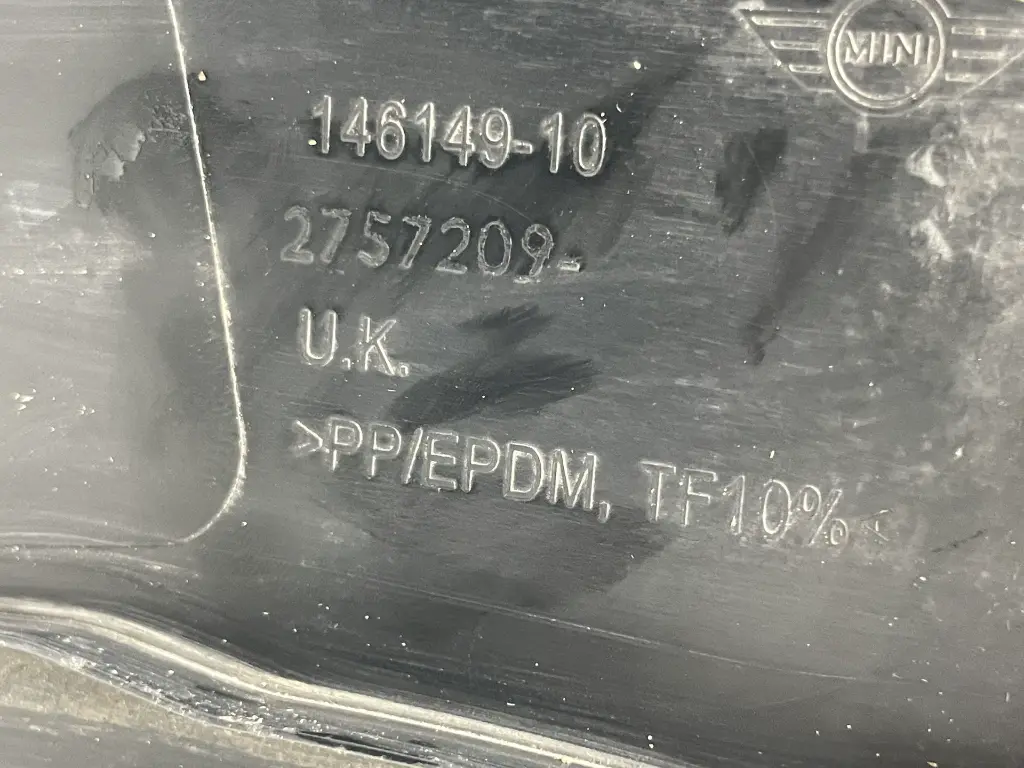 MINI
146149-10
2757209-
U.K.
>PP/EPDM, TF10%<